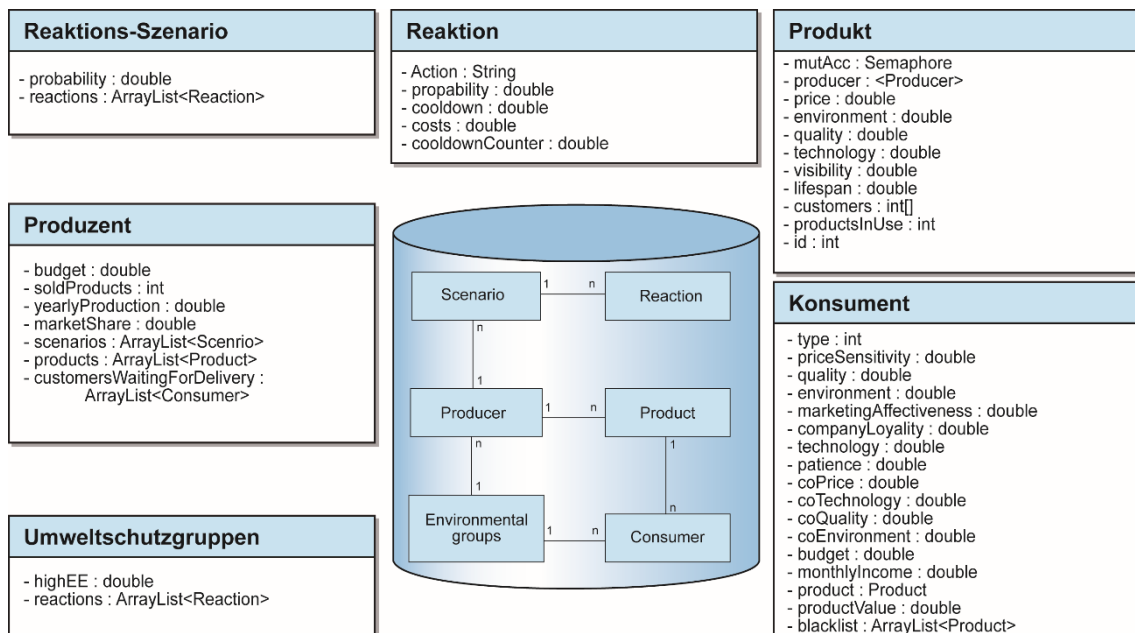 Reaktions-Szenario
- probability : double
- reactions : ArrayList<Reaction>
Reaktion
- Action : String
- propability : double
- cooldown : double
- costs : double
- cooldownCounter : double
Produkt
- mutAcc : Semaphore
- producer : <Producer>
- price : double
- environment : double
- quality : double
- technology : double
- visibility : double
- lifespan : double
- customers : int[]
- productsInUse : int
- id : int
Produzent
- budget : double
- soldProducts : int
- yearlyProduction : double
- marketShare : double
- scenarios : ArrayList<Scenrio>
- products : ArrayList<Product>
- customersWaitingForDelivery :
ArrayList<Consumer>
Scenario
1
n
Reaction
n
1
Producer
1
n
Product
n
1
1
n
Environmental
groups
1
n
Consumer
Konsument
- type : int
- priceSensitivity : double
- quality : double
- environment : double
- marketingAffectiveness : double
- companyLoyality : double
- technology : double
- patience : double
- coPrice : double
- coTechnology : double
- coQuality : double
- coEnvironment : double
- budget : double
- monthlyIncome : double
- product : Product
- productValue : double
- blacklist : ArrayList<Product>
Umweltschutzgruppen
- highEE : double
- reactions : ArrayList<Reaction>